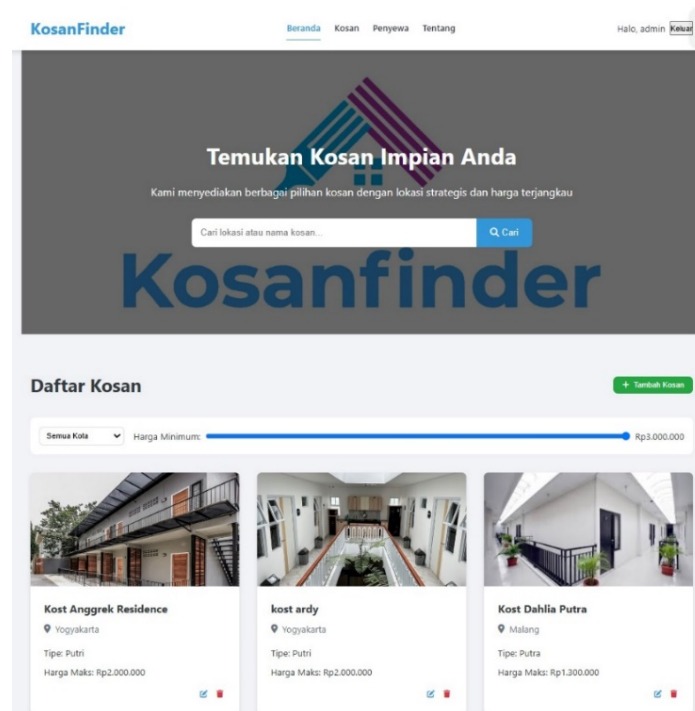 KosanFinder
Beranda Kosan Penyewa Tentang
Halo, admin Keluar
Temukan Kosan Impian Anda
Kami menyediakan berbagai pilihan kosan dengan lokasi strategis dan harga terjangkau
Cari lokasi atau nama kosan...
Cari
Kosanfinder
Daftar Kosan
+ Tambah Kosan
Semua Kota
Harga Minimum:
Rp3.000.000
Kost Anggrek Residence
Yogyakarta
Tipe: Putri
Harga Maks: Rp2.000.000
kost ardy
Yogyakarta
Tipe: Putri
Harga Maks: Rp2.000.000
Kost Dahlia Putra
Malang
Tipe: Putra
Harga Maks: Rp1.300.000